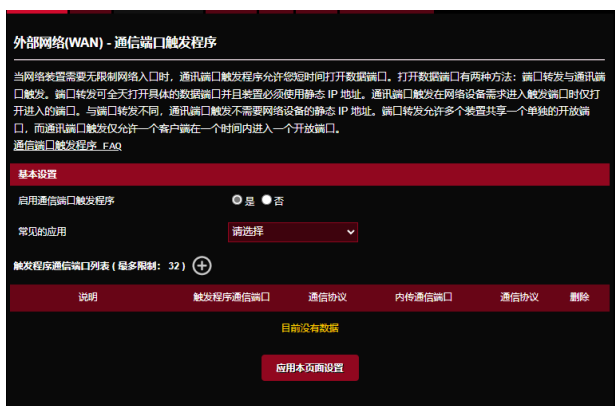 外部网络(WAN) - 通信端口触发程序
当网络装置需要无限制网络入口时，通讯端口触发程序允许您短时间打开数据端口。打开数据端口有两种方法：端口转发与通讯端
口触发。端口转发可全天打开具体的数据端口并且装置必须使用静态 IP 地址。通讯端口触发在网络设备需求进入触发端口时仅打
开进入的端口。与端口转发不同，通讯端口触发不需要网络设备的静态 IP 地址。端口转发允许多个装置共享一个单独的开放端
口，而通讯端口触发仅允许一个客户端在一个时间内进入一个开放端口。
通信端口触发程序 FAQ
基本设置
启用通信端口触发程序 是 否
常见的应用 请选择
触发程序通信端口列表 ( 最多限制： 32 )
说明 触发程序通信端口 通信协议 内传通信端口 通信协议 删除
目前没有数据
应用本页面设置